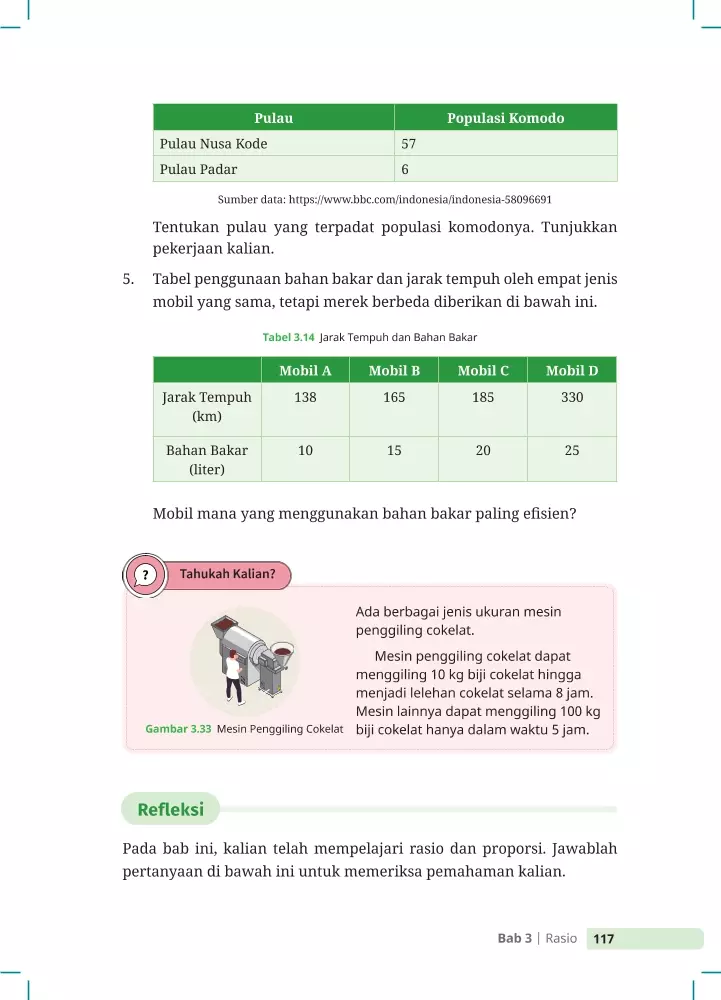 Pulau Populasi Komodo
Pulau Nusa Kode 57
Pulau Padar 6
Sumber data: https://www.bbc.com/indonesia/indonesia-58096691
Tentukan pulau yang terpadat populasi komodonya. Tunjukkan
pekerjaan kalian.
5. Tabel penggunaan bahan bakar dan jarak tempuh oleh empat jenis
mobil yang sama, tetapi merek berbeda diberikan di bawah ini.
Tabel 3.14 Jarak Tempuh dan Bahan Bakar
Mobil A Mobil B Mobil C Mobil D
Jarak Tempuh 138 165 185 330
(km)
Bahan Bakar 10 15 20 25
(liter)
Mobil mana yang menggunakan bahan bakar paling efisien?
? Tahukah Kalian?
Ada berbagai jenis ukuran mesin
penggiling cokelat.
Mesin penggiling cokelat dapat
menggiling 10 kg biji cokelat hingga
menjadi lelehan cokelat selama 8 jam.
Mesin lainnya dapat menggiling 100 kg
biji cokelat hanya dalam waktu 5 jam.
Gambar 3.33 Mesin Penggiling Cokelat
Refleksi
Pada bab ini, kalian telah mempelajari rasio dan proporsi. Jawablah
pertanyaan di bawah ini untuk memeriksa pemahaman kalian.
Bab 3 | Rasio 117